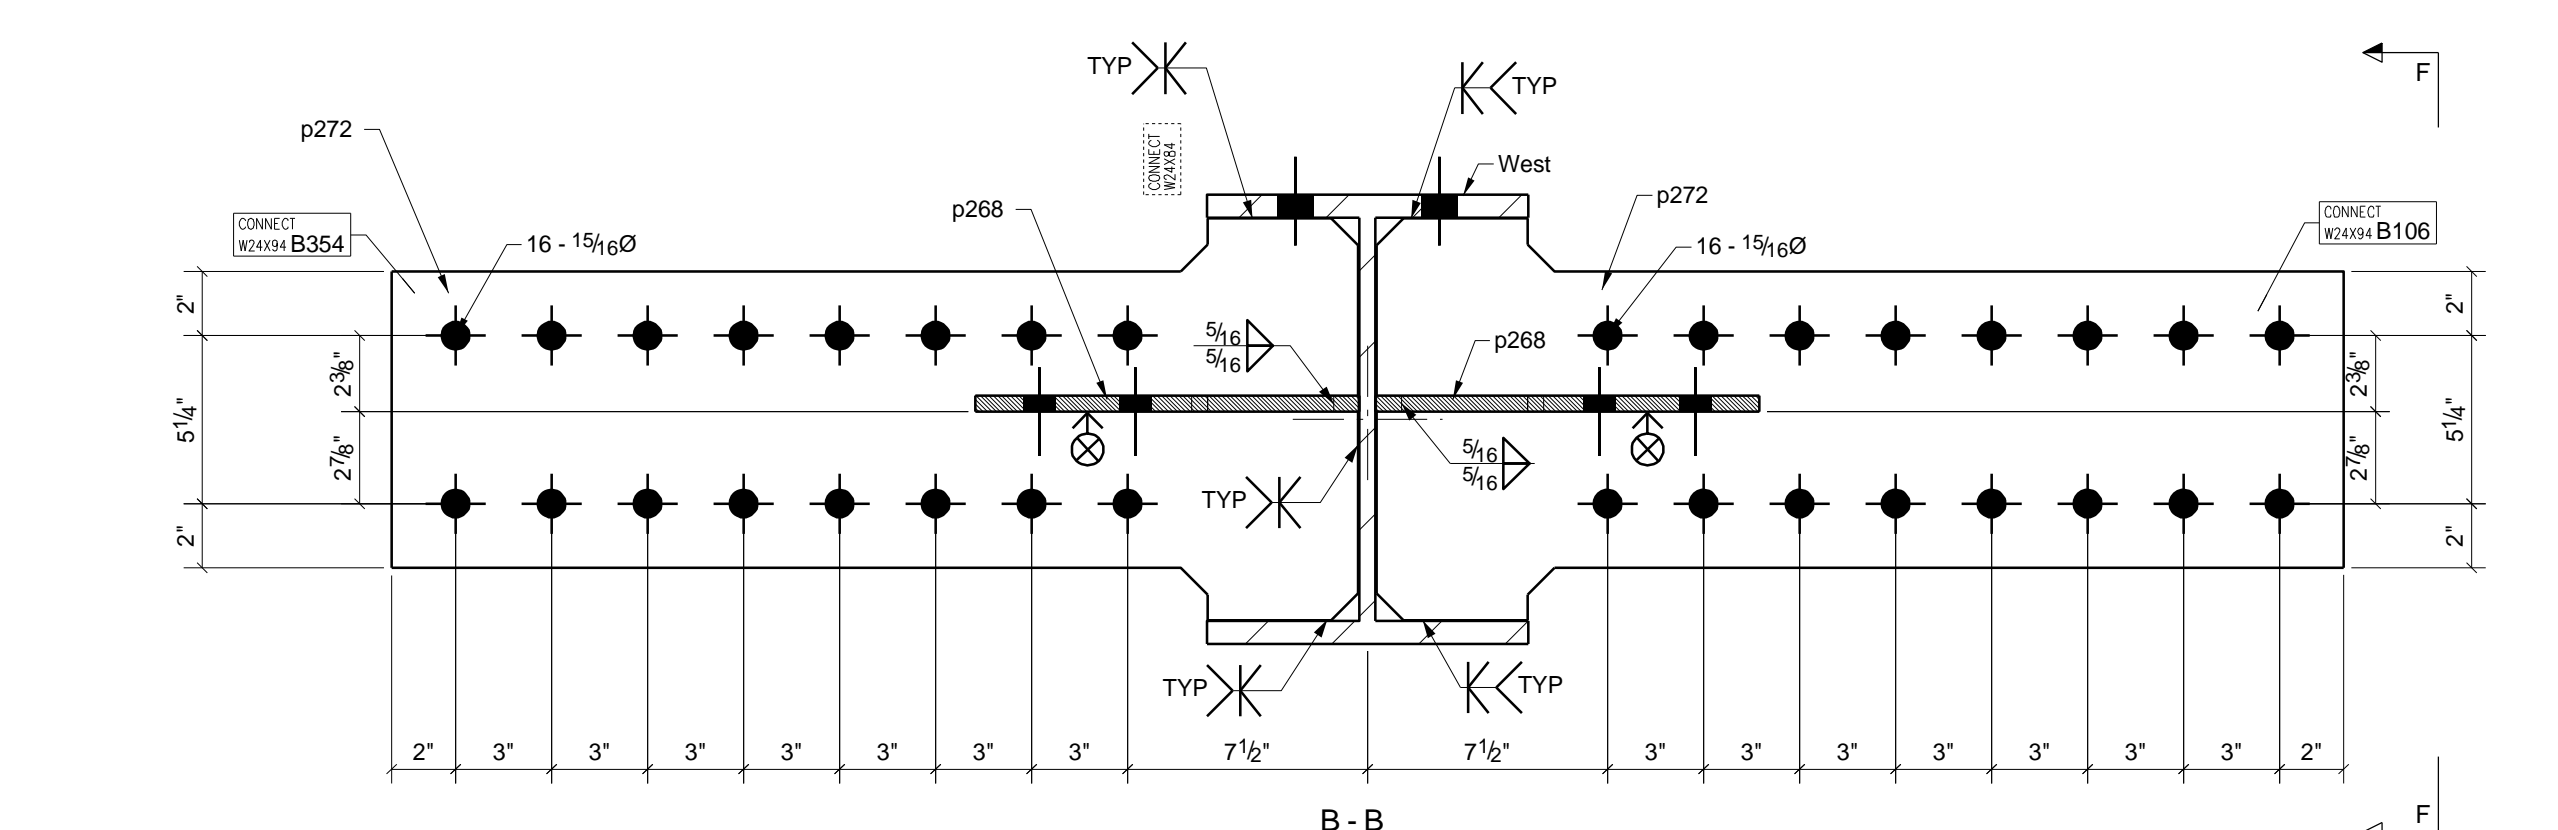 F
TYP
TYP
p272
CONNECT
W24X84
West
p268
p272
CONNECT
W24X94 B354
16 - 15/16Ø
16 - 15/16Ø
CONNECT
W24X94 B106
2"
2"
5/16
5/16
p268
2 3/8"
2 3/8"
5 1/4"
5 1/4"
2 7/8"
2 7/8"
5/16
5/16
TYP
2"
2"
TYP
TYP
2" 3" 3" 3" 3" 3" 3" 3" 7 1/2" 7 1/2" 3" 3" 3" 3" 3" 3" 3" 2"
B - B
F